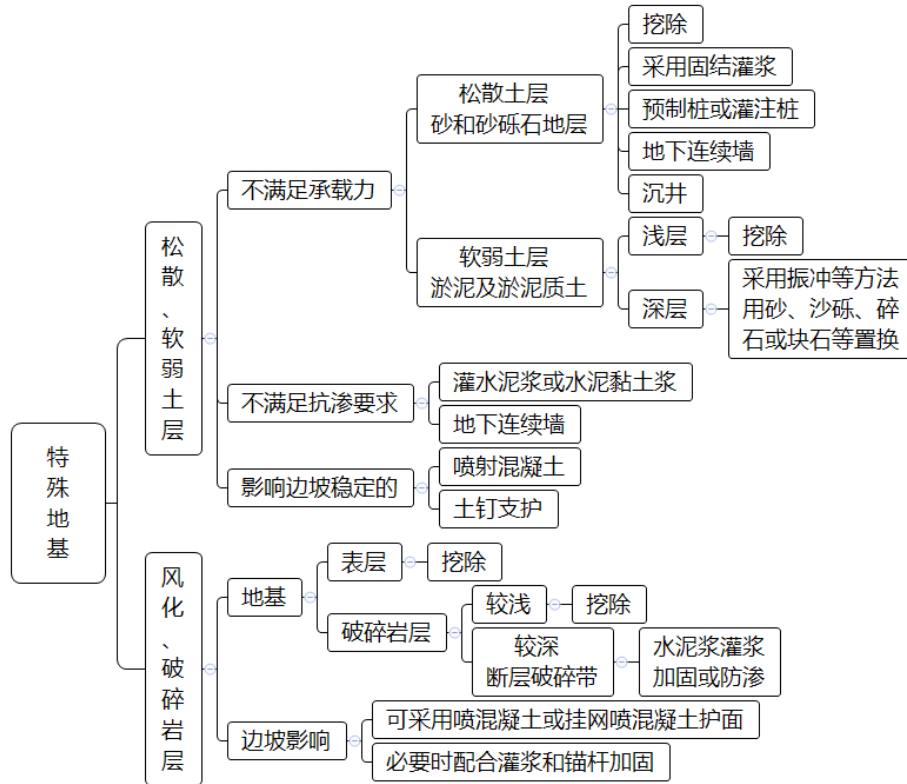 特殊地基
松散、软弱土层
不满足承载力
松散土层
砂和砂砾石地层
挖除
采用固结灌浆
预制桩或灌注桩
地下连续墙
沉井
软弱土层
淤泥及淤泥质土
浅层
挖除
深层
采用振冲等方法
用砂、沙砾、碎
石或块石等置换
不满足抗渗要求
灌水泥浆或水泥黏土浆
地下连续墙
影响边坡稳定的
喷射混凝土
土钉支护
风化、破碎岩层
地基
表层
挖除
破碎岩层
较浅
挖除
较深
断层破碎带
水泥浆灌浆
加固或防渗
边坡影响
可采用喷混凝土或挂网喷混凝土护面
必要时配合灌浆和锚杆加固